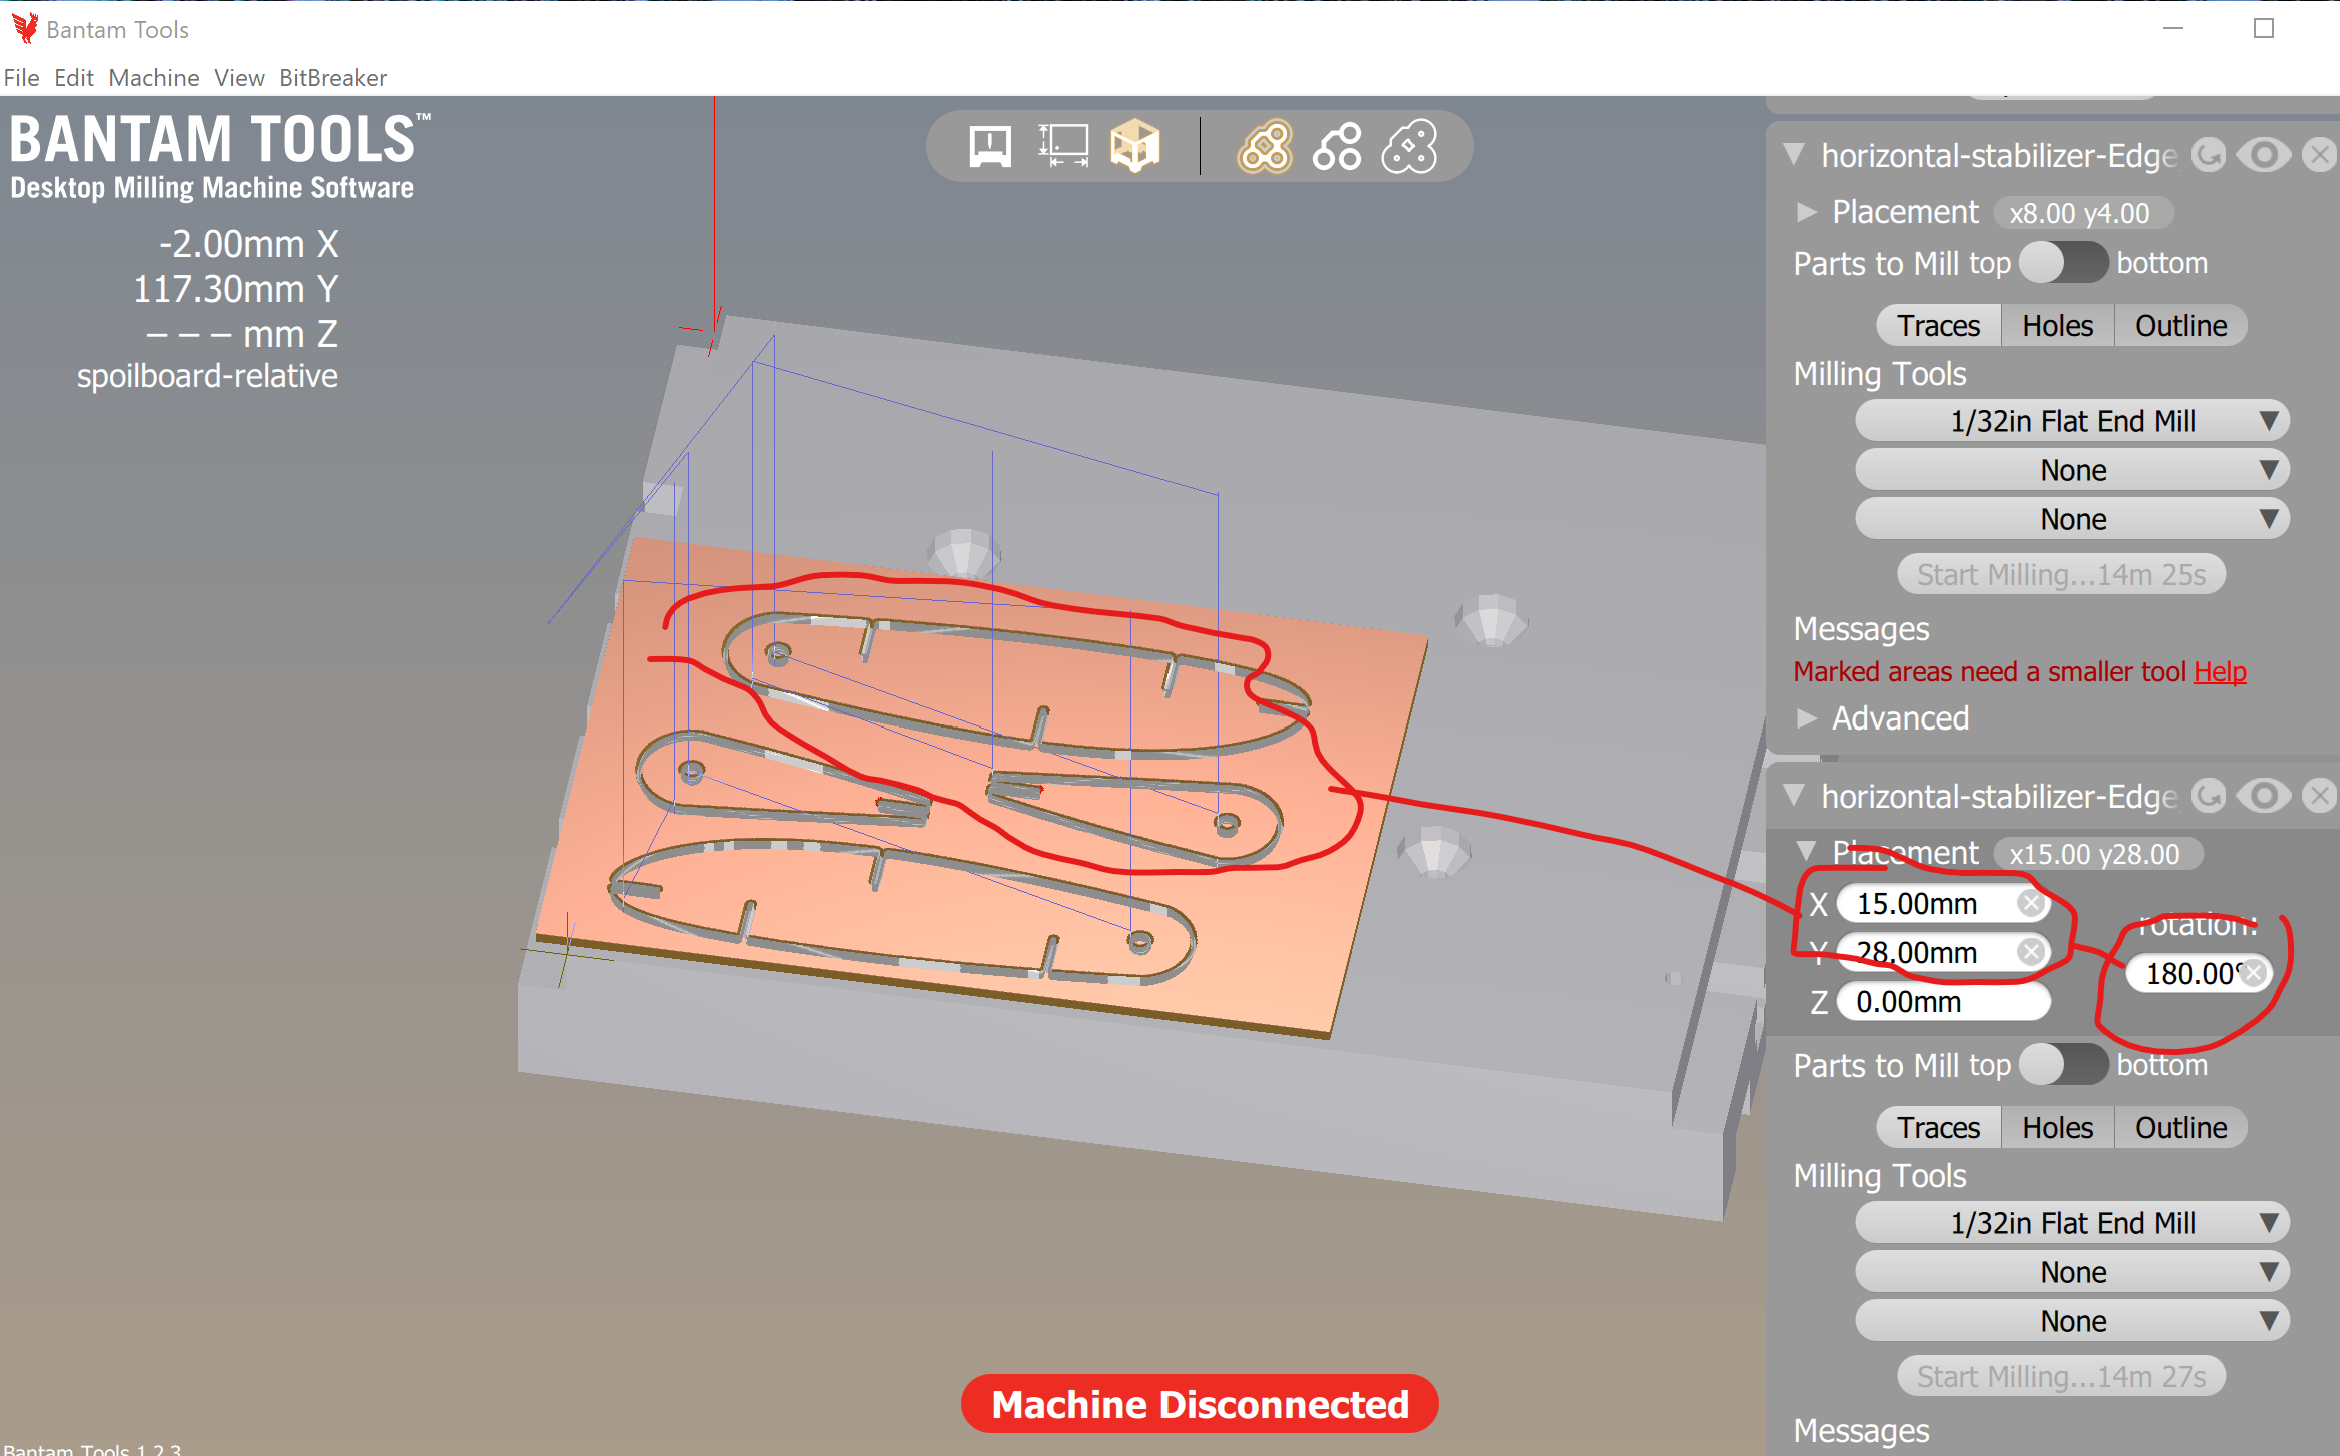 Bantam Tools
File Edit Machine View BitBreaker
BANTAM TOOLS™
Desktop Milling Machine Software
-2.00mm X
117.30mm Y
– – – mm Z
spoilboard-relative
horizontal-stabilizer-Edge
Placement x8.00 y4.00
Parts to Mill top bottom
Traces Holes Outline
Milling Tools
1/32in Flat End Mill
None
None
Start Milling...14m 25s
Messages
Marked areas need a smaller tool Help
Advanced
horizontal-stabilizer-Edge
Placement x15.00 y28.00
X 15.00mm
rotation:
Y 28.00mm
180.00°
Z 0.00mm
Parts to Mill top bottom
Traces Holes Outline
Milling Tools
1/32in Flat End Mill
None
None
Start Milling...14m 27s
Messages
Machine Disconnected
Bantam Tools 1.2.3